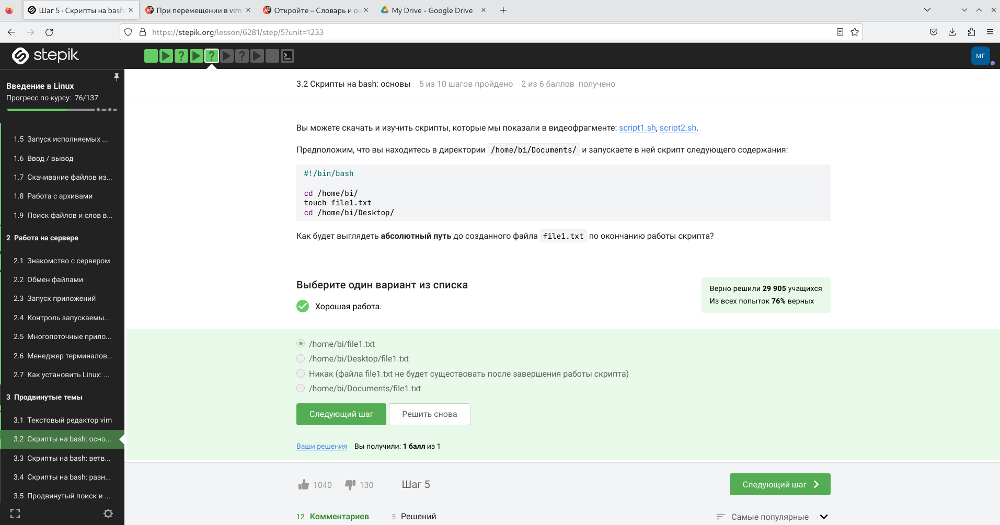 Шаг 5 · Скрипты на bash:
При перемещении в vim
Откройте – Словарь и он
My Drive - Google Drive
https://stepik.org/lesson/6281/step/5?unit=1233
stepik
МГ
Введение в Linux
Прогресс по курсу: 76/137
1.5 Запуск исполняемых ...
1.6 Ввод / вывод
1.7 Скачивание файлов из...
1.8 Работа с архивами
1.9 Поиск файлов и слов в...
2 Работа на сервере
2.1 Знакомство с сервером
2.2 Обмен файлами
2.3 Запуск приложений
2.4 Контроль запускаемы...
2.5 Многопоточные прило...
2.6 Менеджер терминалов...
2.7 Как установить Linux: ...
3 Продвинутые темы
3.1 Текстовый редактор vim
3.2 Скрипты на bash: осно...
3.3 Скрипты на bash: ветв...
3.4 Скрипты на bash: разн...
3.5 Продвинутый поиск и ...
3.2 Скрипты на bash: основы 5 из 10 шагов пройдено 2 из 6 баллов получено
Вы можете скачать и изучить скрипты, которые мы показали в видеофрагменте: script1.sh, script2.sh.
Предположим, что вы находитесь в директории /home/bi/Documents/ и запускаете в ней скрипт следующего содержания:
#!/bin/bash
cd /home/bi/
touch file1.txt
cd /home/bi/Desktop/
Как будет выглядеть абсолютный путь до созданного файла file1.txt по окончанию работы скрипта?
Выберите один вариант из списка
Хорошая работа.
Верно решили 29 905 учащихся
Из всех попыток 76% верных
/home/bi/file1.txt
/home/bi/Desktop/file1.txt
Никак (файла file1.txt не будет существовать после завершения работы скрипта)
/home/bi/Documents/file1.txt
Следующий шаг
Решить снова
Ваши решения Вы получили: 1 балл из 1
1040 130 Шаг 5
Следующий шаг
12 Комментариев 5 Решений
Самые популярные